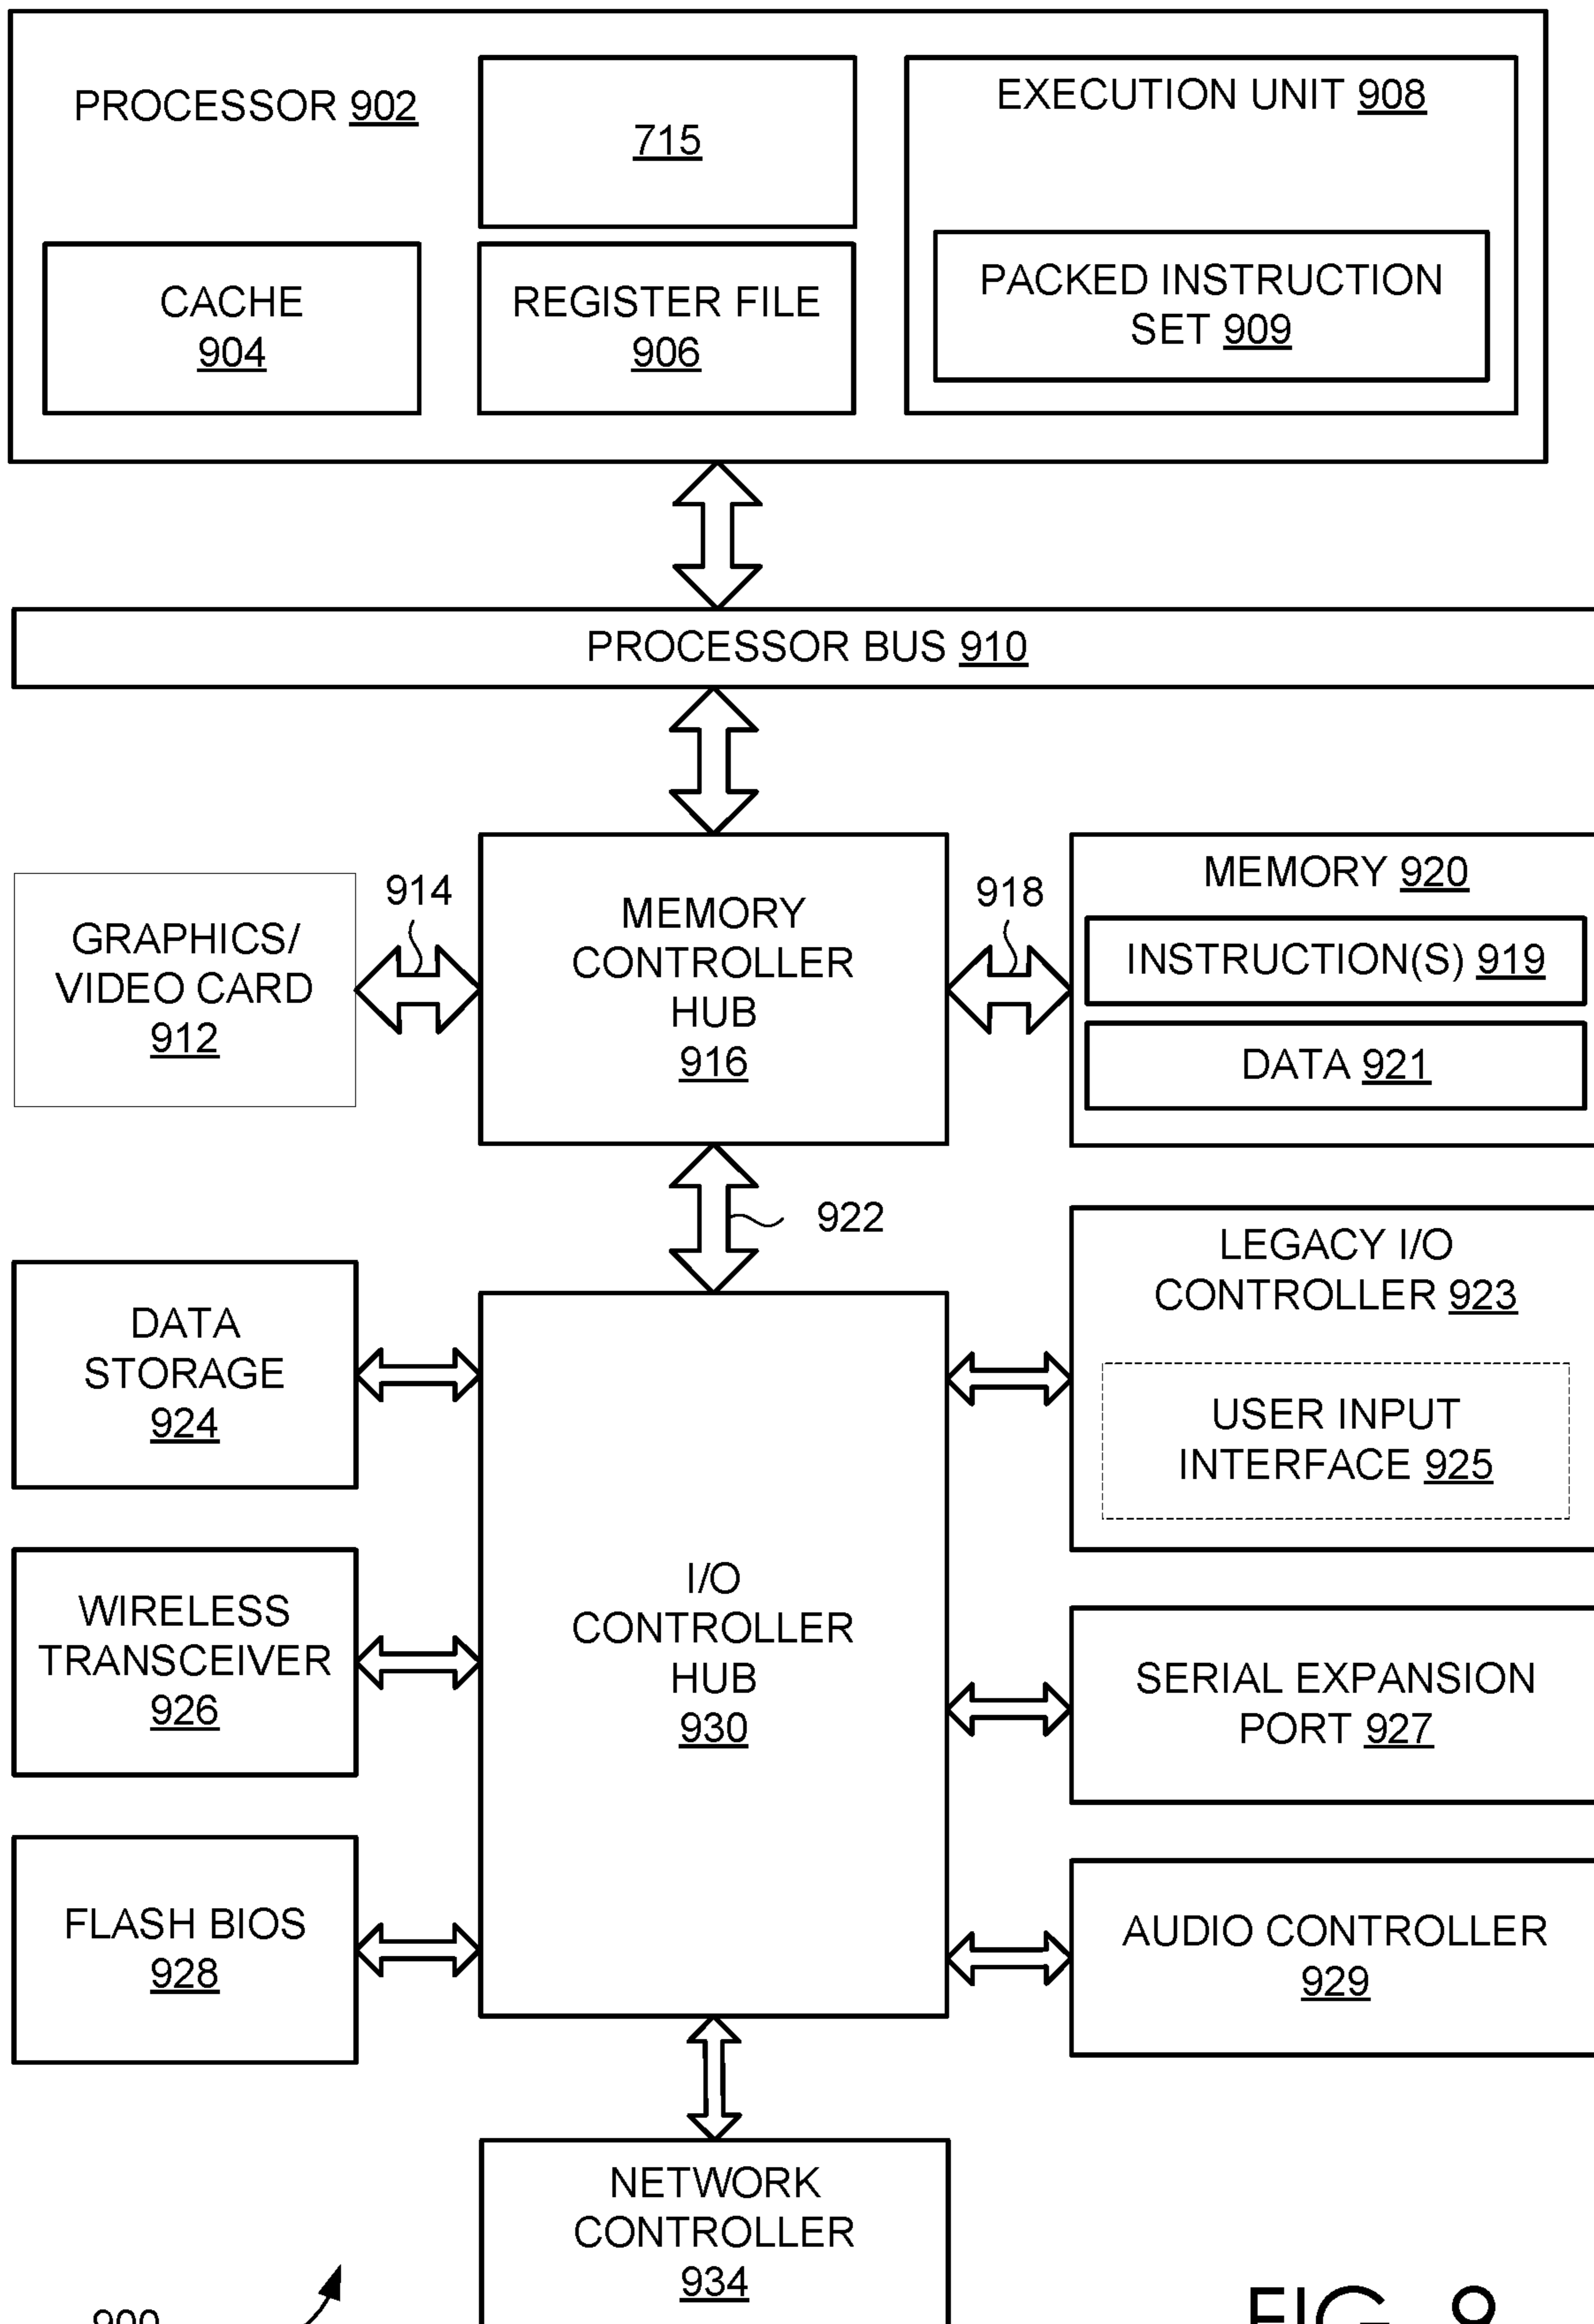 PROCESSOR 902
715
EXECUTION UNIT 908
CACHE
904
REGISTER FILE
906
PACKED INSTRUCTION
SET 909
PROCESSOR BUS 910
GRAPHICS/
VIDEO CARD
912
914
MEMORY
CONTROLLER
HUB
916
918
MEMORY 920
INSTRUCTION(S) 919
DATA 921
922
DATA
STORAGE
924
LEGACY I/O
CONTROLLER 923
USER INPUT
INTERFACE 925
WIRELESS
TRANSCEIVER
926
I/O
CONTROLLER
HUB
930
SERIAL EXPANSION
PORT 927
FLASH BIOS
928
AUDIO CONTROLLER
929
NETWORK
CONTROLLER
934
900
FIG. 9